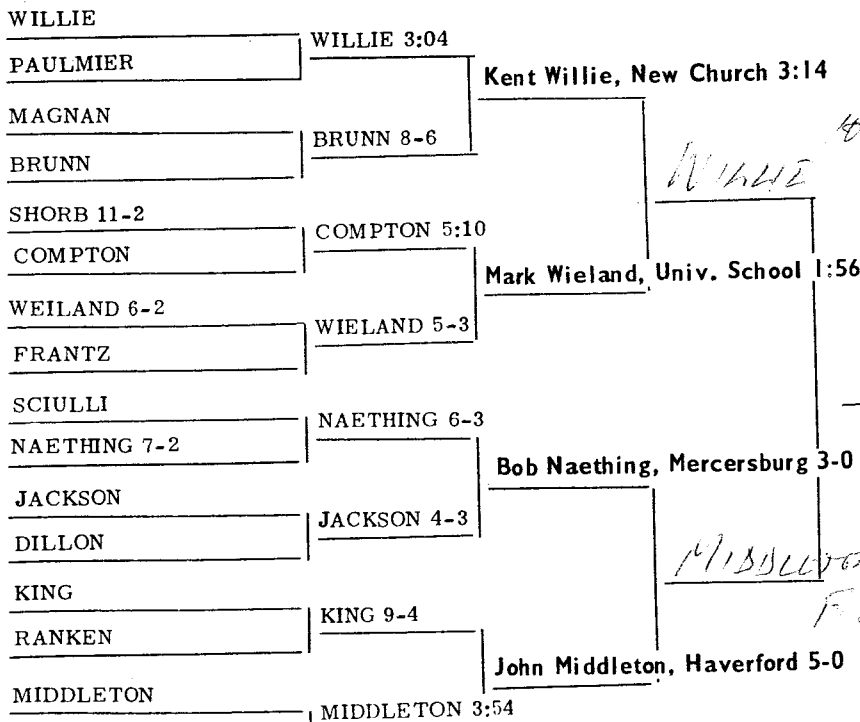 WILLIE
PAULMIER
MAGNAN
BRUNN
SHORB 11-2
COMPTON
WEILAND 6-2
FRANTZ
SCIULLI
NAETHING 7-2
JACKSON
DILLON
KING
RANKEN
MIDDLETON
WILLIE 3:04
BRUNN 8-6
COMPTON 5:10
WIELAND 5-3
NAETHING 6-3
JACKSON 4-3
KING 9-4
MIDDLETON 3:54
Kent Willie, New Church 3:14
Mark Wieland, Univ. School 1:56
Bob Naething, Mercersburg 3-0
John Middleton, Haverford 5-0
WILLIE